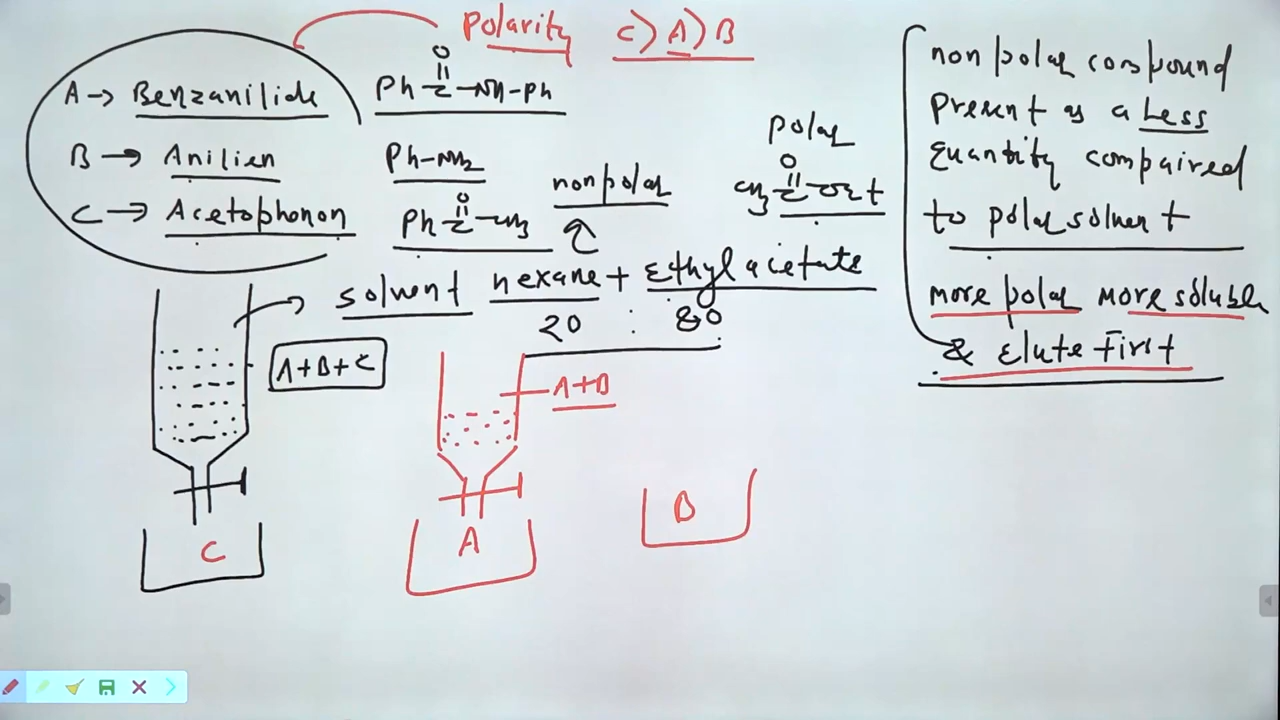 Polarity C > A > B
A → Benzanilide Ph-C-NH-Ph
O
B → Anilien Ph-NH2
C → Acetophonon Ph-C-CH3
O
nonpolar
polar
O
CH3-C-OEt
solvent hexane + Ethyl acetate
20 : 80
A+B+C
A+B
C
A
B
non polar compound
Present as a Less
quantity compaired
to polar solvent
more polar more soluble
& Elute First